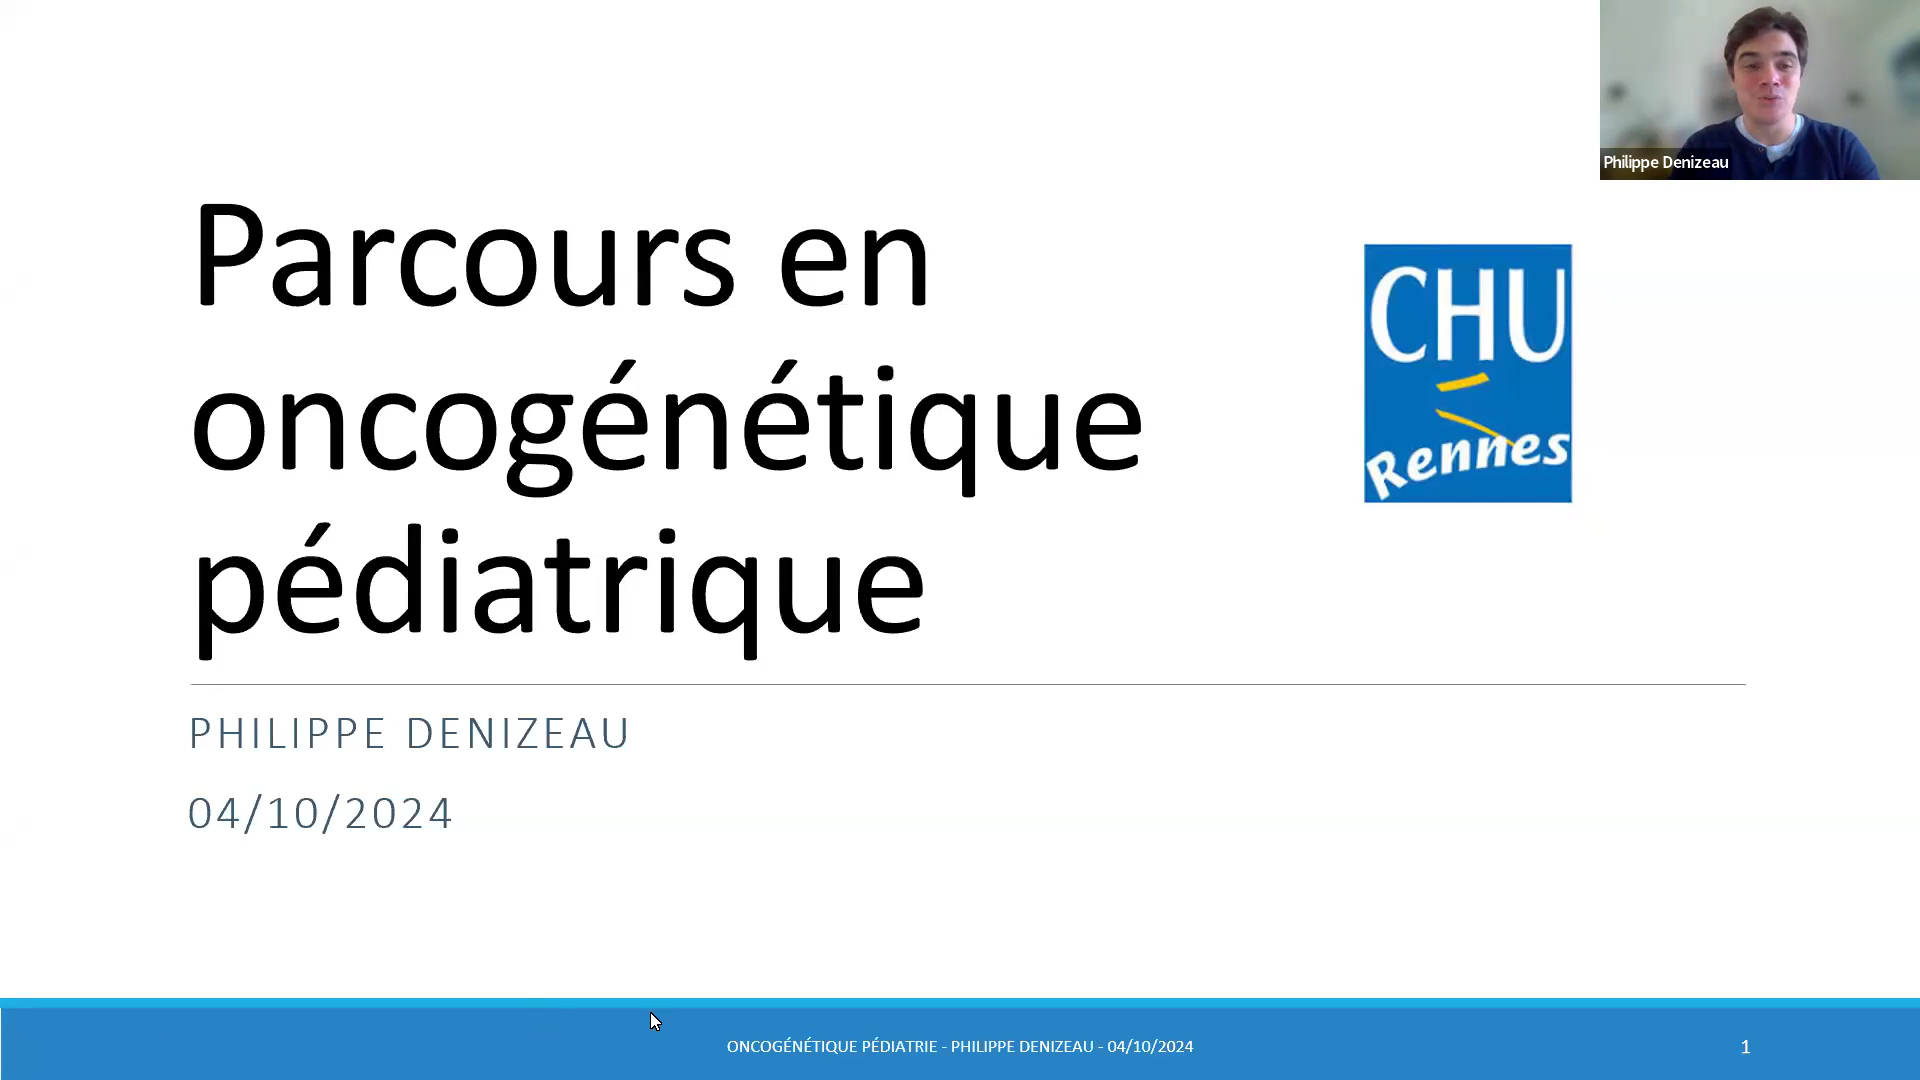 Philippe Denizeau
Parcours en
oncogénétique
pédiatrique
CHU
Rennes
PHILIPPE DENIZEAU
04/10/2024
ONCOGÉNÉTIQUE PÉDIATRIE - PHILIPPE DENIZEAU - 04/10/2024
1